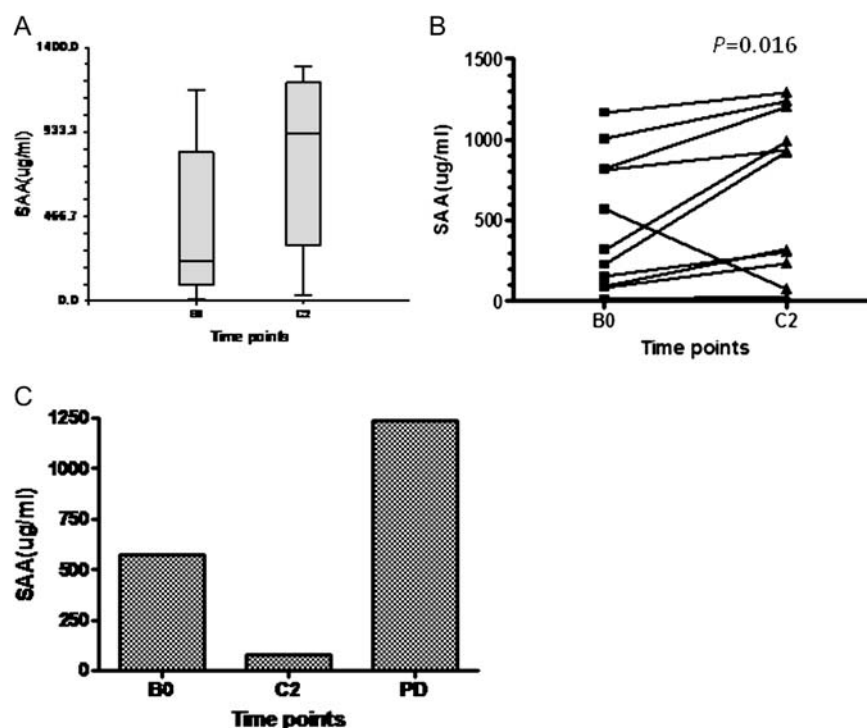 A
1400.0
933.3
466.7
0.0
SAA(ug/ml)
B0
C2
Time points
B
P=0.016
1500
1000
500
0
SAA(ug/ml)
B0
C2
Time points
C
1250
1000
750
500
250
0
SAA(ug/ml)
B0
C2
PD
Time points